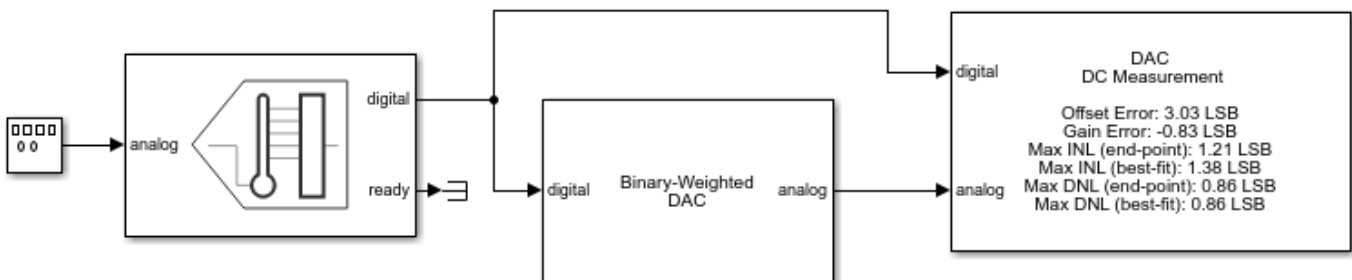 analog
digital
ready
digital
Binary-Weighted
DAC
analog
digital
analog
DAC
DC Measurement
Offset Error: 3.03 LSB
Gain Error: -0.83 LSB
Max INL (end-point): 1.21 LSB
Max INL (best-fit): 1.38 LSB
Max DNL (end-point): 0.86 LSB
Max DNL (best-fit): 0.86 LSB